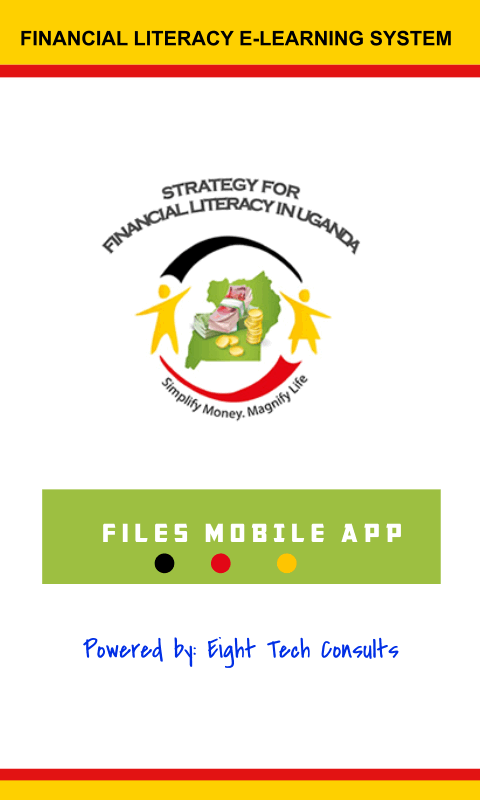 FINANCIAL LITERACY E-LEARNING SYSTEM
STRATEGY FOR
FINANCIAL LITERACY IN UGANDA
Simplify Money. Magnify Life
FILES MOBILE APP
Powered by: Eight Tech Consults